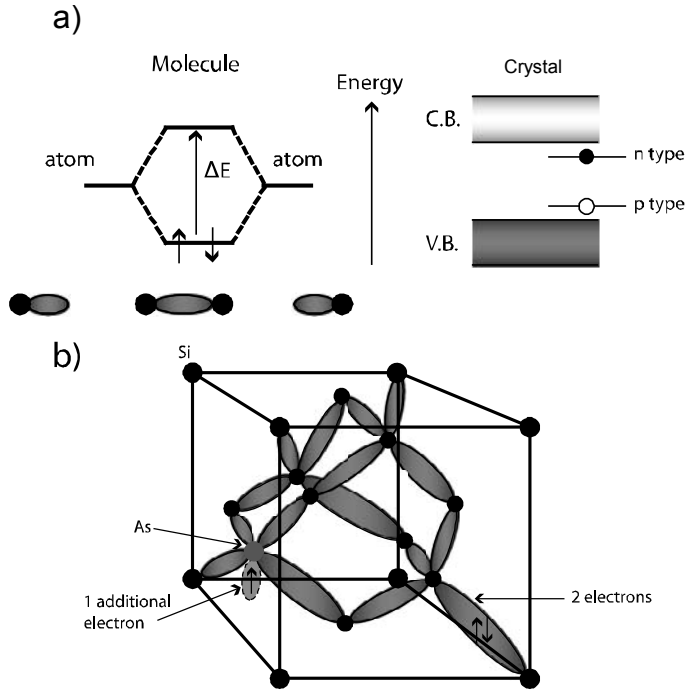 a)
Molecule
Crystal
Energy
C.B.
atom
ΔE
atom
n type
p type
V.B.
b)
Si
As
1 additional
electron
2 electrons